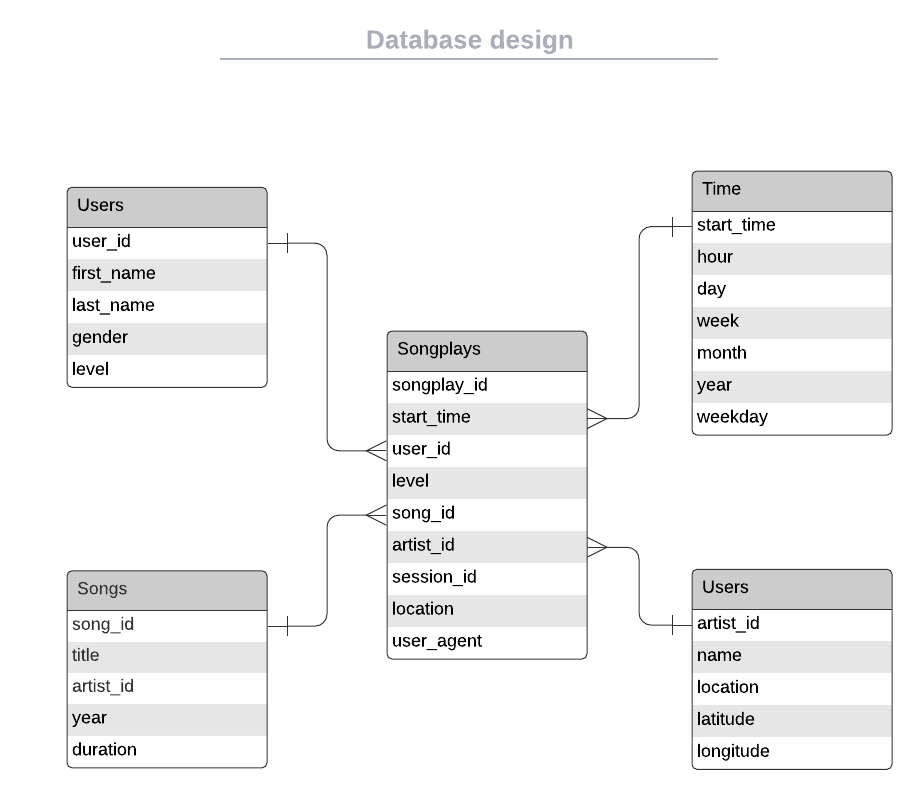 Database design
Users
user_id
first_name
last_name
gender
level
Songs
song_id
title
artist_id
year
duration
Songplays
songplay_id
start_time
user_id
level
song_id
artist_id
session_id
location
user_agent
Time
start_time
hour
day
week
month
year
weekday
Users
artist_id
name
location
latitude
longitude